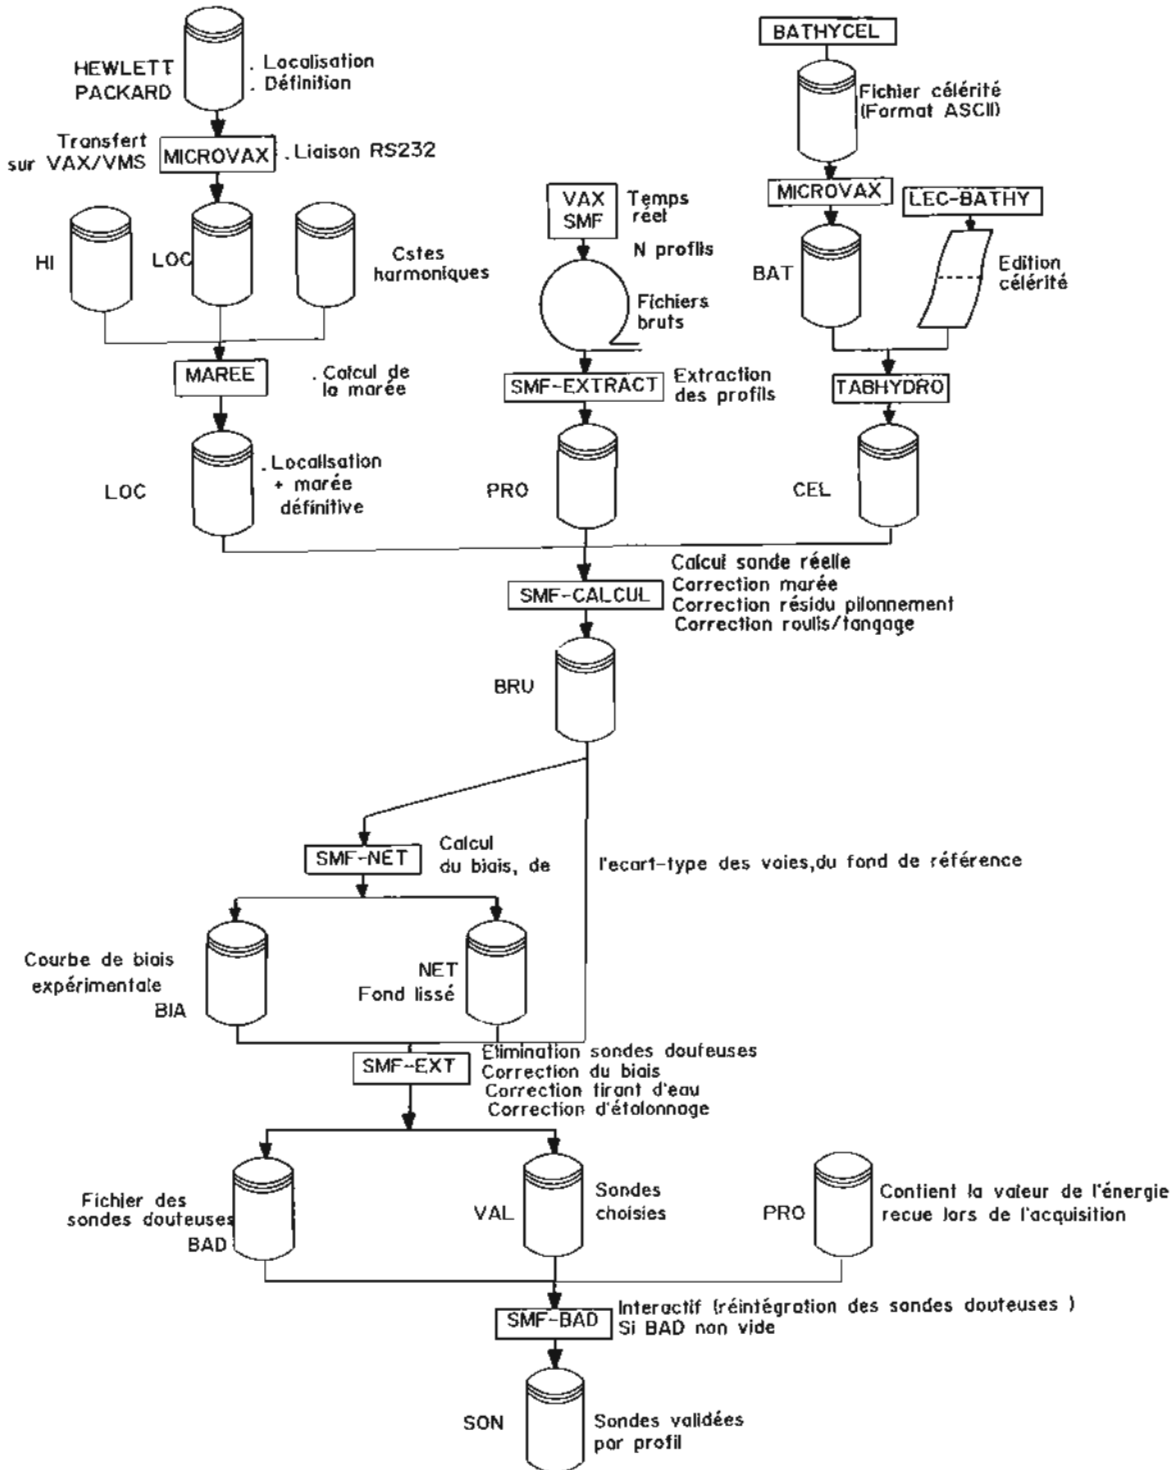 BATHYCEL
HEWLETT
PACKARD
. Localisation
. Définition
Fichier célérité
(Format ASCII)
Transfert
sur VAX/VMS
MICROVAX
. Liaison RS232
MICROVAX
LEC-BATHY
VAX
SMF
Temps
réel
N profils
HI
LOC
Cstes
harmoniques
BAT
Edition
célérité
Fichiers
bruts
MAREE
. Calcul de
la marée
SMF-EXTRACT
Extraction
des profils
TABHYDRO
LOC
. Localisation
+ marée
définitive
PRO
CEL
SMF-CALCUL
Calcul sonde réelle
Correction marée
Correction résidu pilonnement
Correction roulis/tangage
BRU
SMF-NET
Calcul
du biais, de l'ecart-type des voies,du fond de référence
Courbe de biais
expérimentale
BIA
NET
Fond lissé
SMF-EXT
Elimination sondes douteuses
Correction du biais
Correction tirant d'eau
Correction d'étalonnage
Fichier des
sondes douteuses
BAD
VAL
Sondes
choisies
PRO
Contient la valeur de l'énergie
recue lors de l'acquisition
SMF-BAD
Interactif (réintégration des sondes douteuses )
Si BAD non vide
SON
Sondes validées
par profil